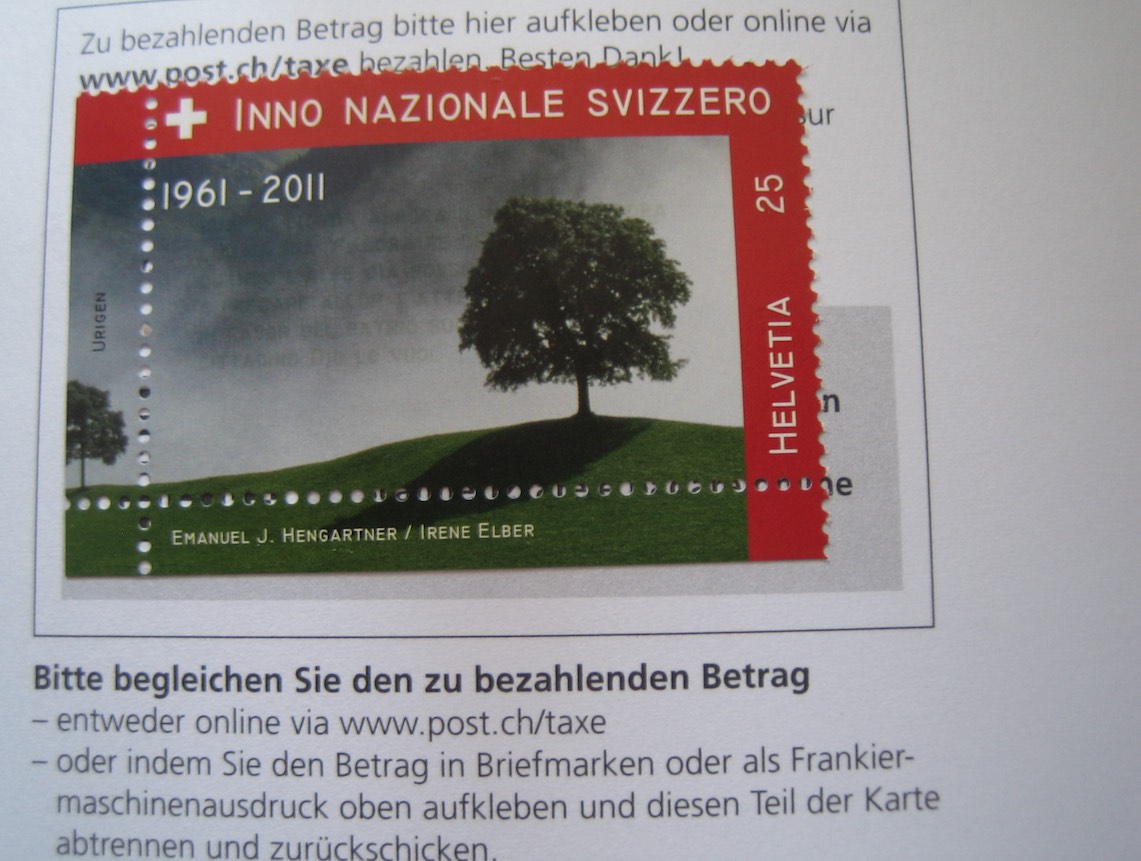 Zu bezahlenden Betrag bitte hier aufkleben oder online via
www.post.ch/taxe bezahlen. Besten Dank!
INNO NAZIONALE SVIZZERO
1961 - 2011
25
HELVETIA
URIGEN
EMANUEL J. HENGARTNER / IRENE ELBER
Bitte begleichen Sie den zu bezahlenden Betrag
– entweder online via www.post.ch/taxe
– oder indem Sie den Betrag in Briefmarken oder als Frankier-
maschinenausdruck oben aufkleben und diesen Teil der Karte
abtrennen und zurückschicken.